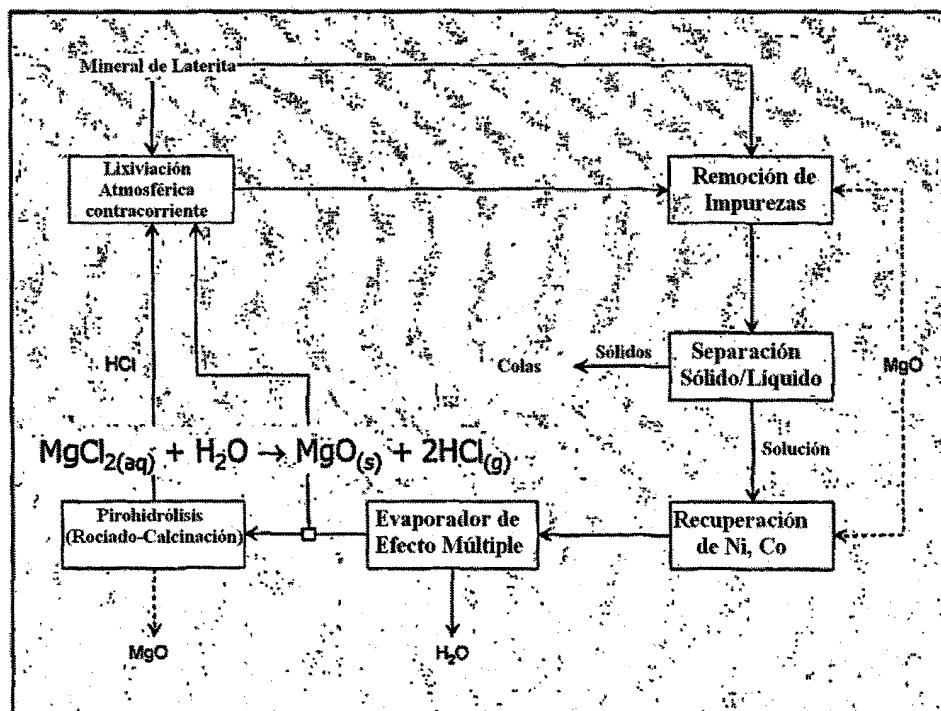 Mineral de Laterita
Lixiviación
Atmosférica
contracorriente
Remoción de
Impurezas
HCl
Colas
Sólidos
Separación
Sólido/Líquido
MgO
Solución
MgCl₂(aq) + H₂O → MgO(s) + 2HCl(g)
Pirohidrólisis
(Rociado-Calcinación)
Evaporador de
Efecto Múltiple
Recuperación
de Ni, Co
MgO
H₂O